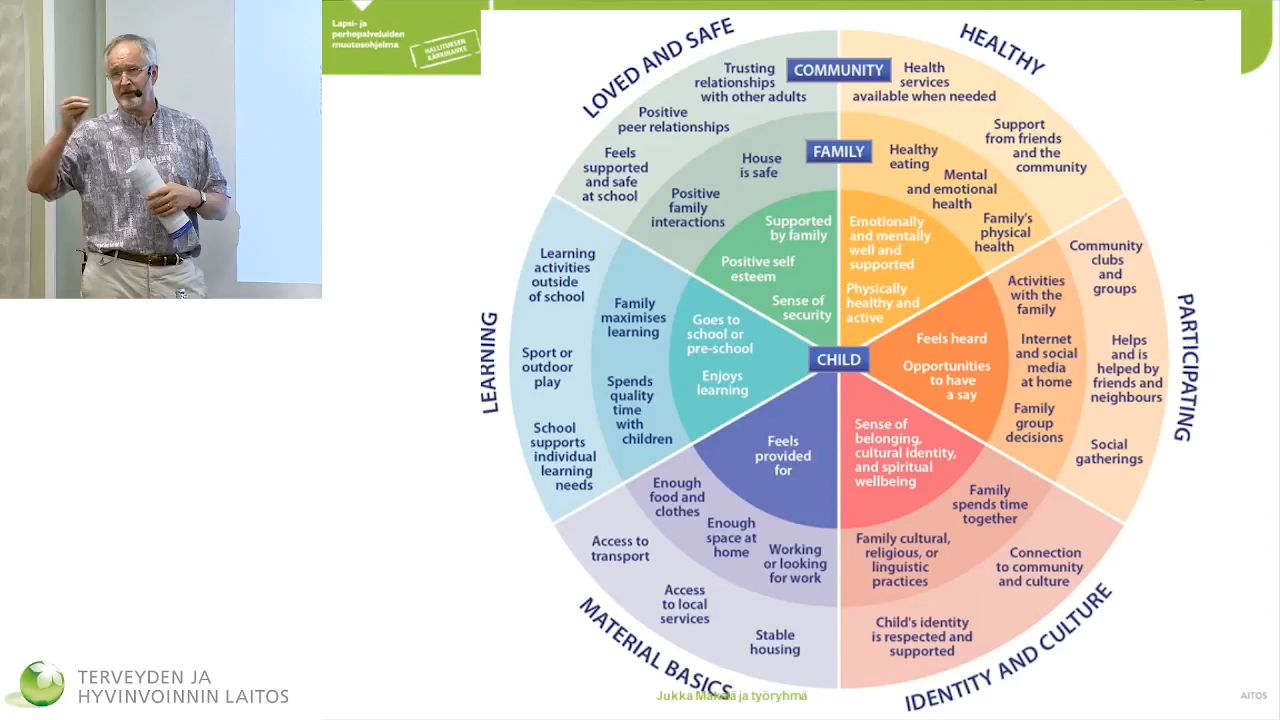 Lapsi- ja
perhepalveluiden
muutosohjelma
HALLITUKSEN
KÄRKIHANKE
LOVED AND SAFE
HEALTHY
COMMUNITY
Trusting
relationships
with other adults
Positive
peer relationships
Feels
supported
and safe
at school
Health
services
available when needed
Support
from friends
and the
community
FAMILY
House
is safe
Positive
family
interactions
Healthy
eating
Mental
and emotional
health
Family's
physical
health
Supported
by family
Positive self
esteem
Sense of
security
Emotionally
and mentally
well and
supported
Physically
healthy and
active
LEARNING
Learning
activities
outside
of school
Sport or
outdoor
play
School
supports
individual
learning
needs
Family
maximises
learning
Spends
quality
time
with
children
Goes to
school or
pre-school
Enjoys
learning
CHILD
Feels heard
Opportunities
to have
a say
Activities
with the
family
Internet
and social
media
at home
Family
group
decisions
Community
clubs
and
groups
Helps
and is
helped by
friends and
neighbours
Social
gatherings
PARTICIPATING
Feels
provided
for
Sense of
belonging,
cultural identity,
and spiritual
wellbeing
Enough
food and
clothes
Enough
space at
home
Working
or looking
for work
Family
spends time
together
Family cultural,
religious, or
linguistic
practices
Access to
transport
Access
to local
services
Stable
housing
Connection
to community
and culture
Child's identity
is respected and
supported
MATERIAL BASICS
IDENTITY AND CULTURE
TERVEYDEN JA
HYVINVOINNIN LAITOS
Jukka Mäkelä ja työryhmä
AITOS